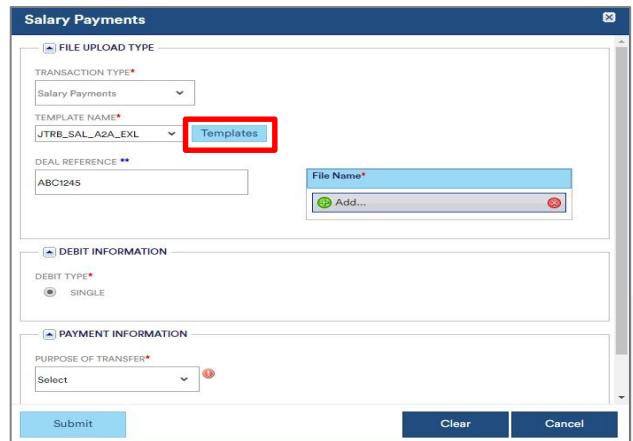 Salary Payments
FILE UPLOAD TYPE
TRANSACTION TYPE*
Salary Payments
TEMPLATE NAME*
JTRB_SAL_A2A_EXL
Templates
DEAL REFERENCE **
ABC1245
File Name*
Add...
DEBIT INFORMATION
DEBIT TYPE*
SINGLE
PAYMENT INFORMATION
PURPOSE OF TRANSFER*
Select
Submit
Clear
Cancel